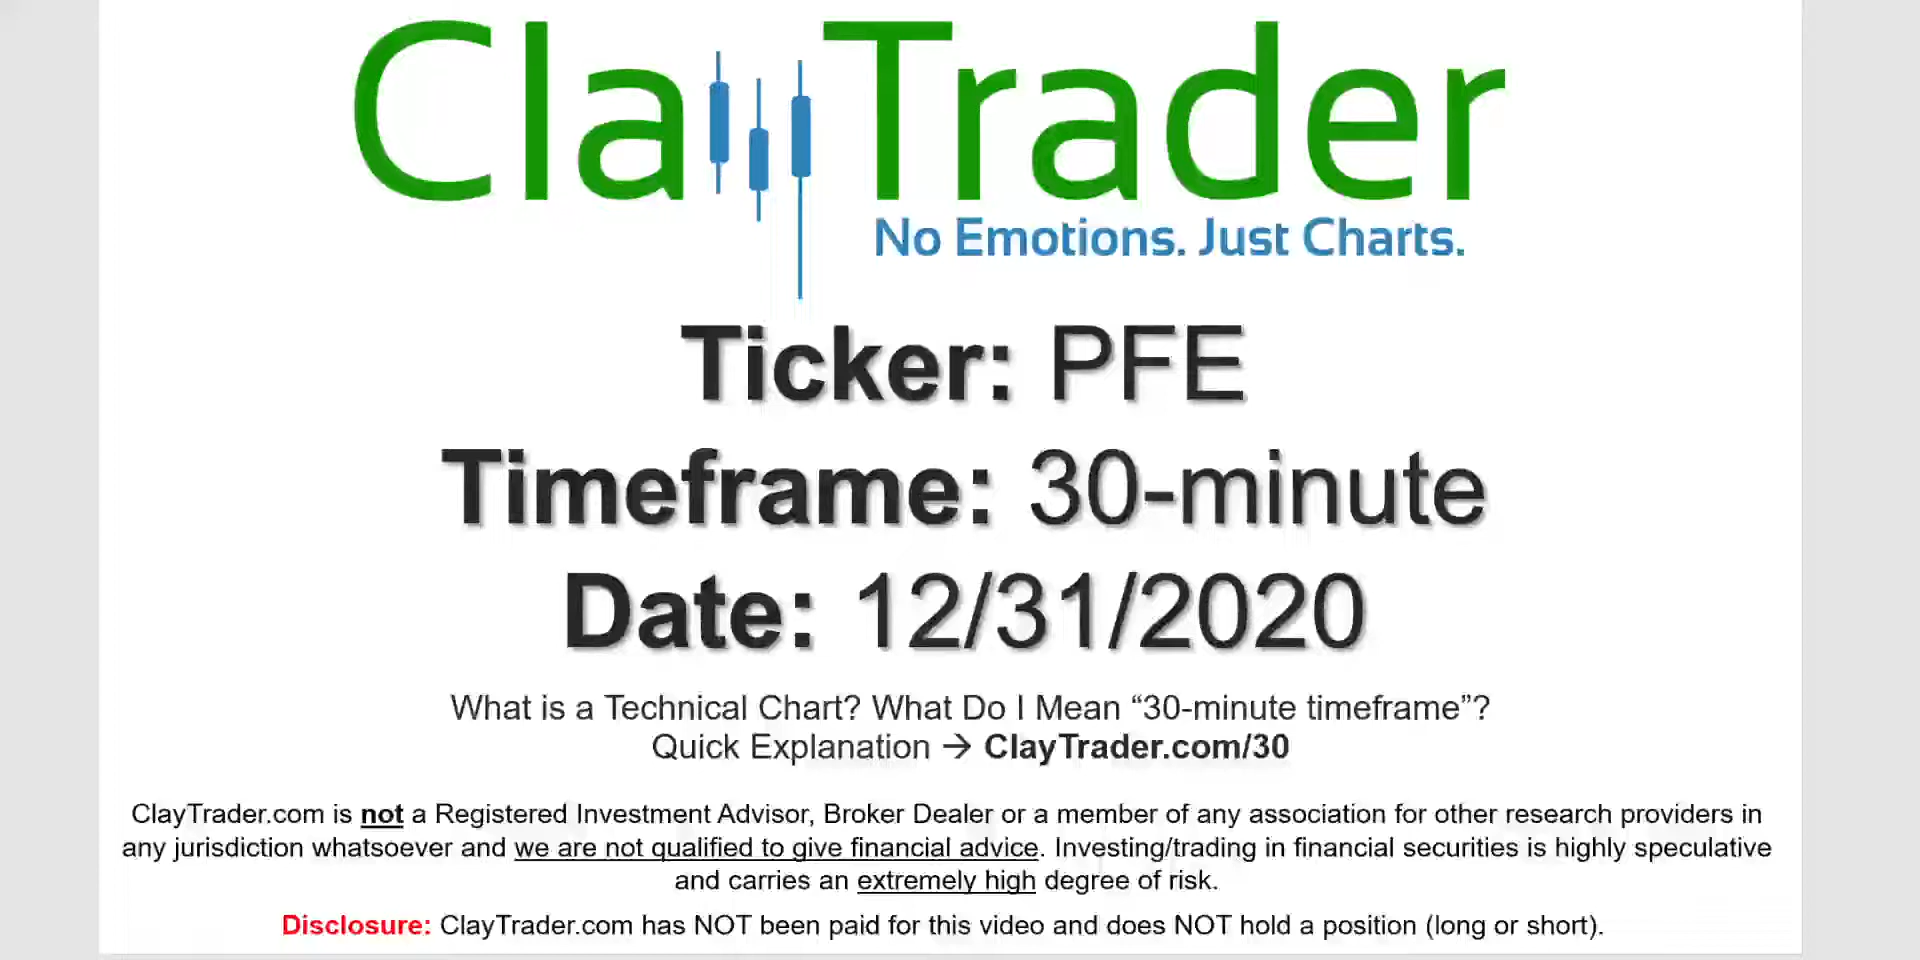 ClayTrader
No Emotions. Just Charts.
Ticker: PFE
Timeframe: 30-minute
Date: 12/31/2020
What is a Technical Chart? What Do I Mean “30-minute timeframe”?
Quick Explanation → ClayTrader.com/30
ClayTrader.com is not a Registered Investment Advisor, Broker Dealer or a member of any association for other research providers in
any jurisdiction whatsoever and we are not qualified to give financial advice. Investing/trading in financial securities is highly speculative
and carries an extremely high degree of risk.
Disclosure: ClayTrader.com has NOT been paid for this video and does NOT hold a position (long or short).